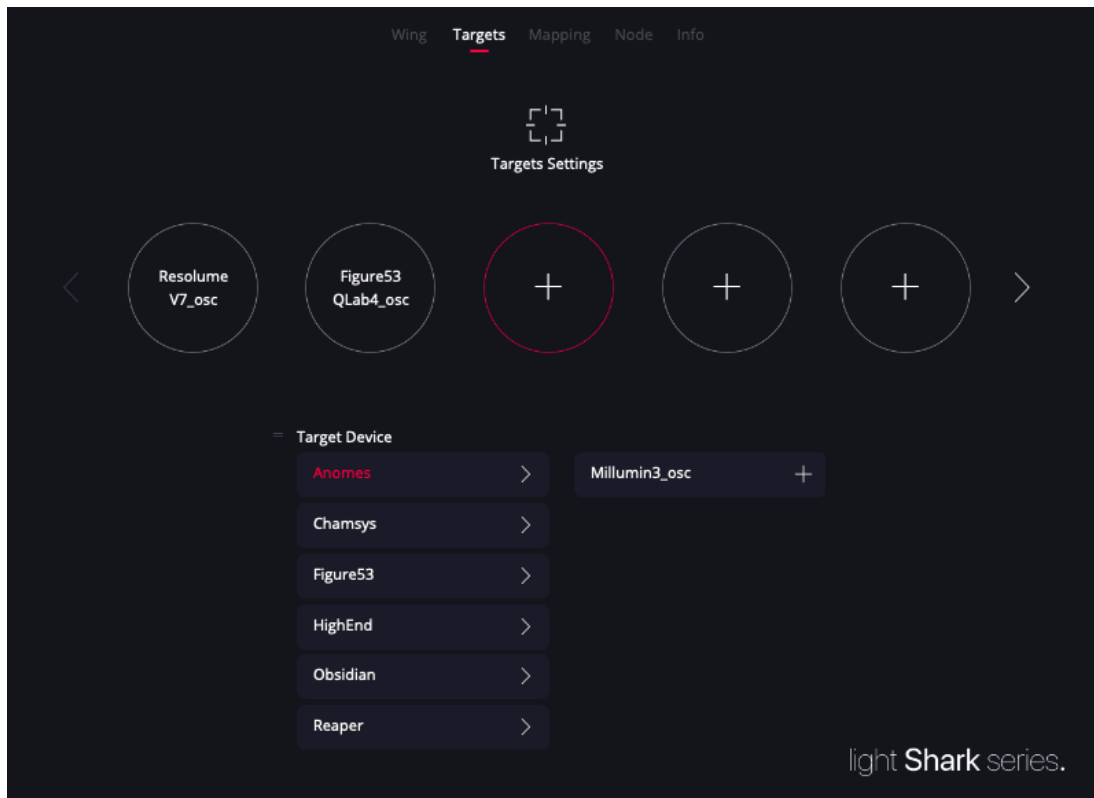 Wing Targets Mapping Node Info
Targets Settings
Resolume
V7_osc
Figure53
QLab4_osc
Target Device
Anomes
Millumin3_osc
Chamsys
Figure53
HighEnd
Obsidian
Reaper
light Shark series.